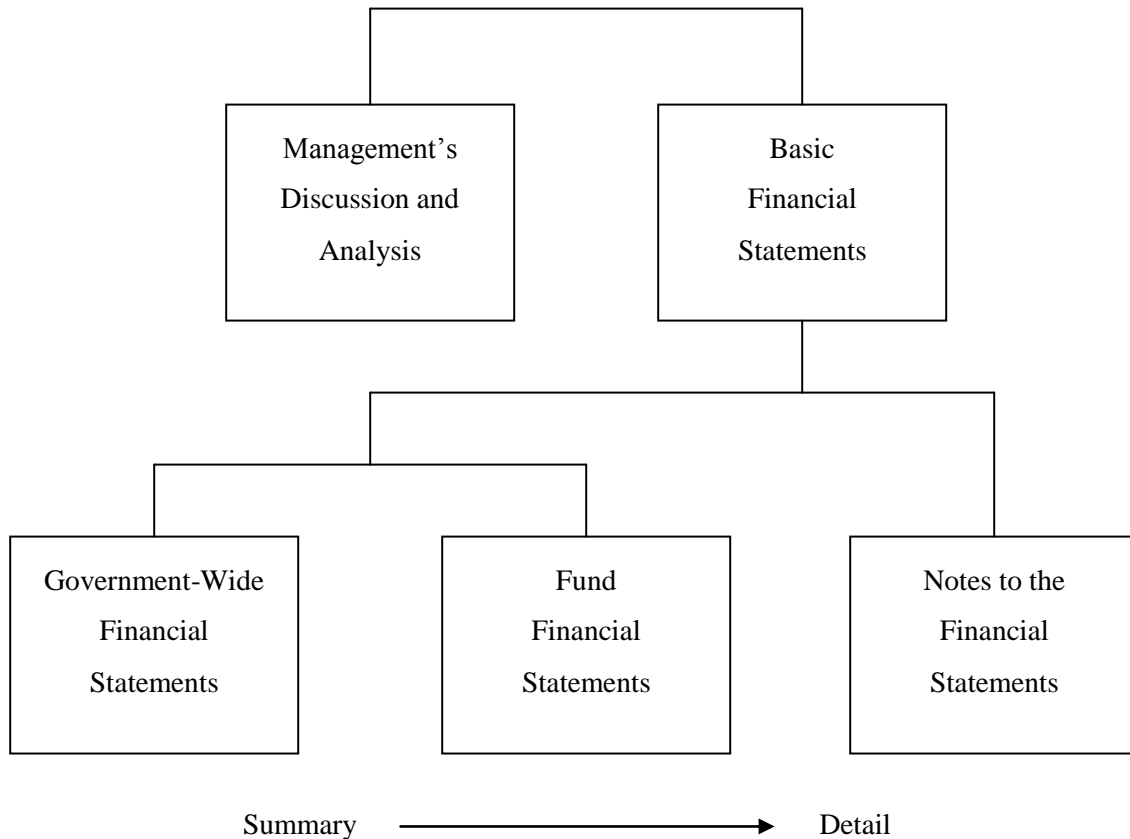 Management’s
Discussion and
Analysis
Basic
Financial
Statements
Government-Wide
Financial
Statements
Fund
Financial
Statements
Notes to the
Financial
Statements
Summary Detail